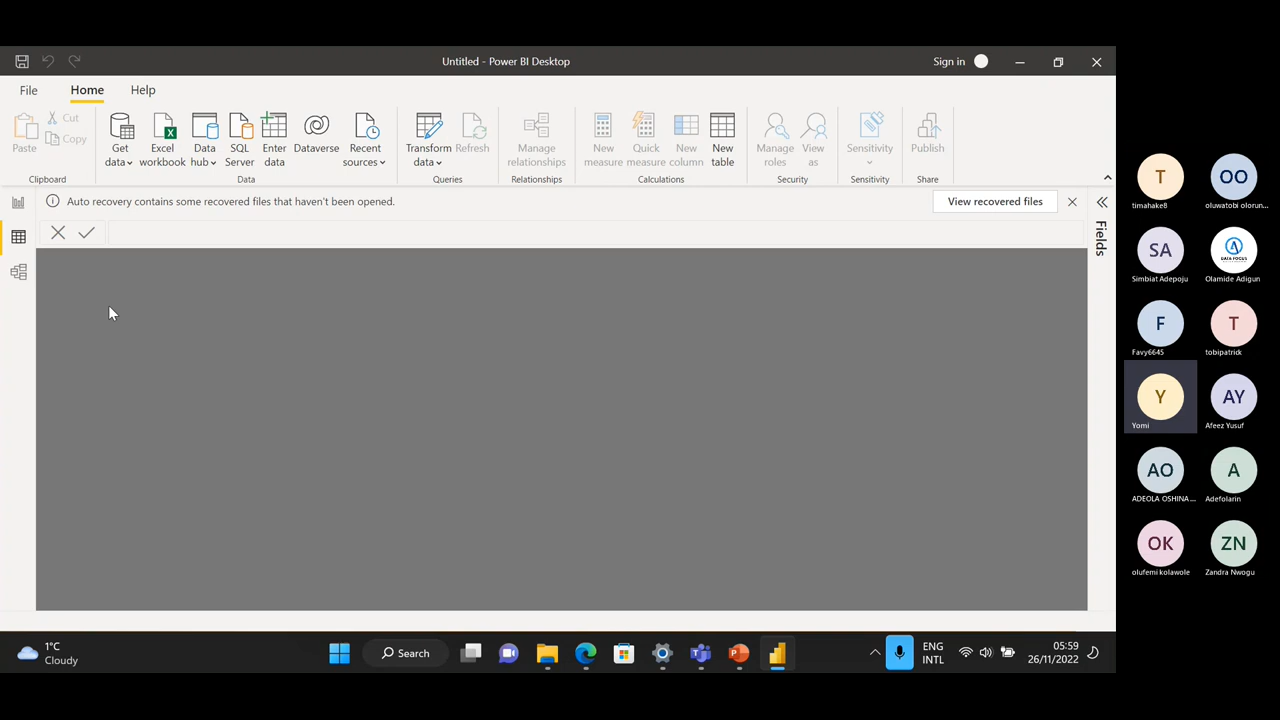 Untitled - Power BI Desktop
Sign in
File
Home
Help
Paste
Cut
Copy
Get data
Excel workbook
Data hub
SQL Server
Enter data
Dataverse
Recent sources
Transform data
Refresh
Manage relationships
New measure
Quick measure
New column
New table
Manage roles
View as
Sensitivity
Publish
Clipboard
Data
Queries
Relationships
Calculations
Security
Sensitivity
Share
Auto recovery contains some recovered files that haven't been opened.
View recovered files
Fields
T
timahake8
OO
oluwatobi olorun...
SA
Simbiat Adepoju
DATA FOCUS
Olamide Adigun
F
Favy6645
T
tobipatrick
Y
Yomi
AY
Afeez Yusuf
AO
ADEOLA OSHINA...
A
Adefolarin
OK
olufemi kolawole
ZN
Zandra Nwogu
1°C
Cloudy
Search
ENG
INTL
05:59
26/11/2022